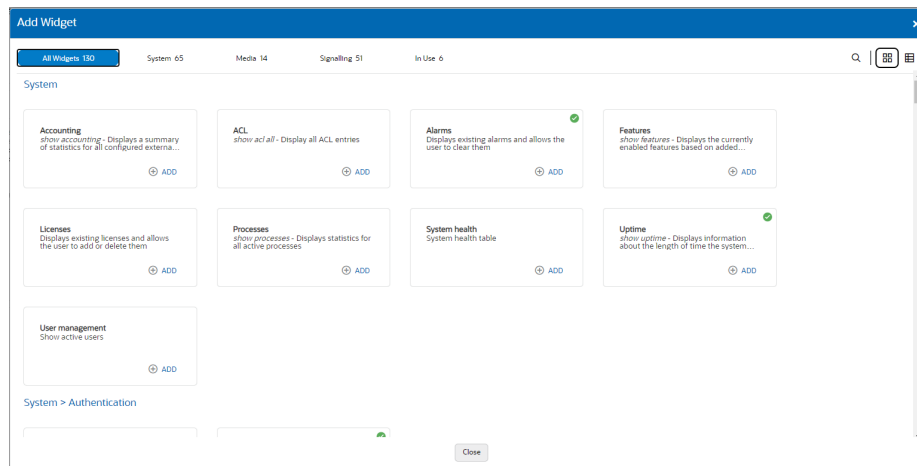 Add Widget
All Widgets 130 System 65 Media 14 Signalling 51 In Use 6
System
Accounting
show accounting - Displays a summary
of statistics for all configured externa...
ADD
ACL
show acl all - Display all ACL entries
ADD
Alarms
Displays existing alarms and allows the
user to clear them
ADD
Features
show features - Displays the currently
enabled features based on added...
ADD
Licenses
Displays existing licenses and allows
the user to add or delete them
ADD
Processes
show processes - Displays statistics for
all active processes
ADD
System health
System health table
ADD
Uptime
show uptime - Displays information
about the length of time the system...
ADD
User management
Show active users
ADD
System > Authentication
Close